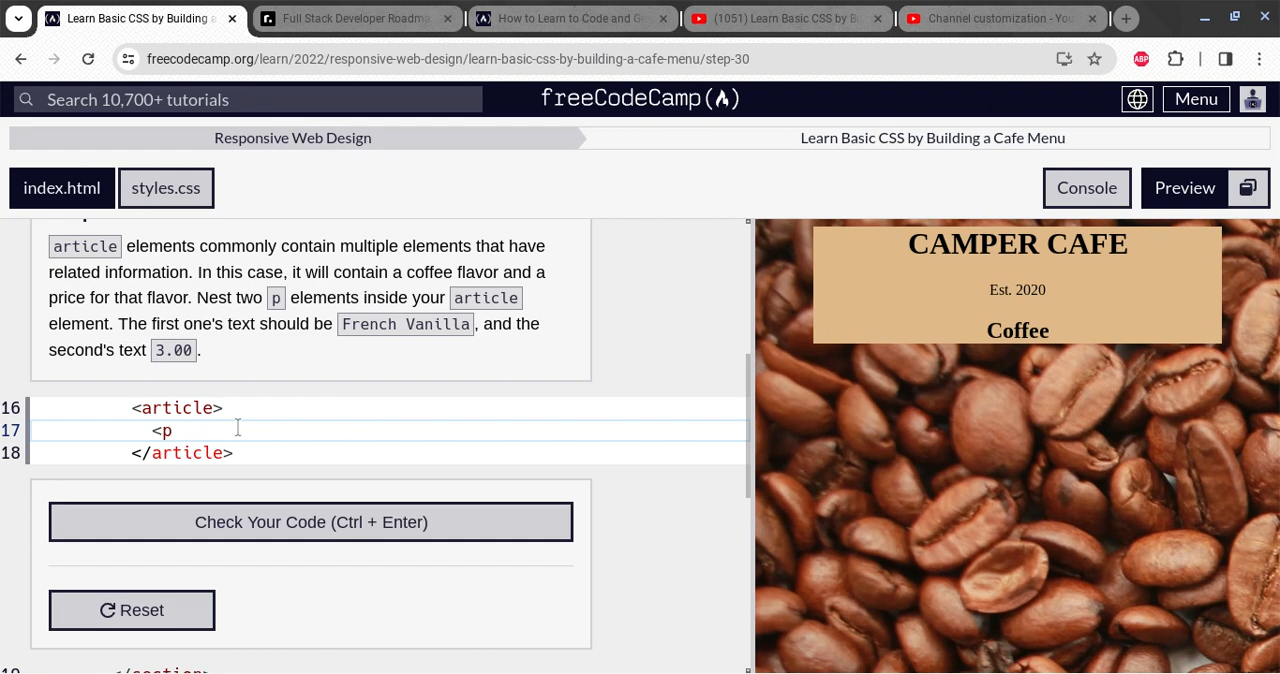 Learn Basic CSS by Building a
Full Stack Developer Roadma
How to Learn to Code and Ge
(1051) Learn Basic CSS by Bu
Channel customization - You
freecodecamp.org/learn/2022/responsive-web-design/learn-basic-css-by-building-a-cafe-menu/step-30
ABP
Search 10,700+ tutorials
freeCodeCamp
Menu
Responsive Web Design
Learn Basic CSS by Building a Cafe Menu
index.html
styles.css
Console
Preview
article elements commonly contain multiple elements that have
related information. In this case, it will contain a coffee flavor and a
price for that flavor. Nest two p elements inside your article
element. The first one's text should be French Vanilla, and the
second's text 3.00.
16 <article>
17 <p
18 </article>
Check Your Code (Ctrl + Enter)
Reset
19 </section>
CAMPER CAFE
Est. 2020
Coffee